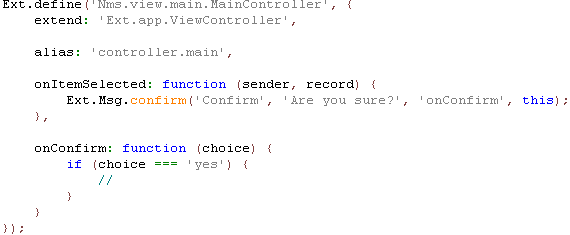 Ext.define('Nms.view.main.MainController', {
    extend: 'Ext.app.ViewController',

    alias: 'controller.main',

    onItemSelected: function (sender, record) {
        Ext.Msg.confirm('Confirm', 'Are you sure?', 'onConfirm', this);
    },

    onConfirm: function (choice) {
        if (choice === 'yes') {
            //
        }
    }
});